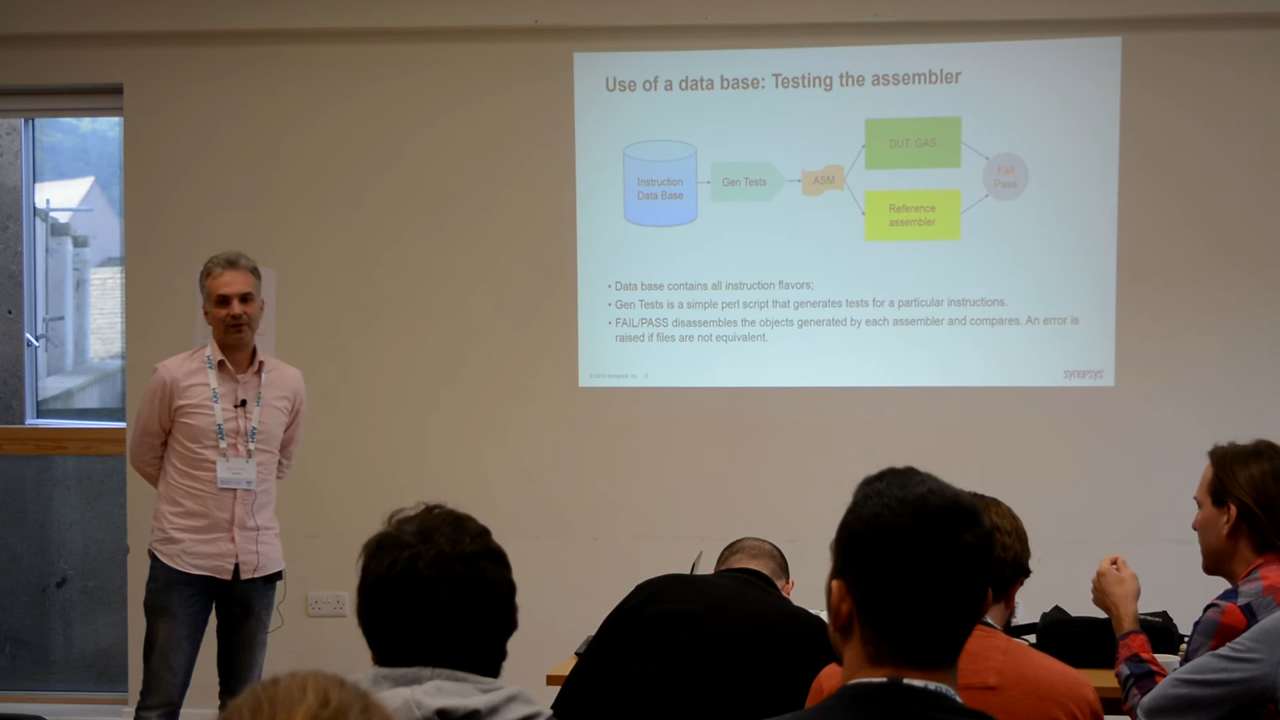 Use of a data base: Testing the assembler
Instruction
Data Base
Gen Tests
.ASM
DUT: GAS
Reference
assembler
Fail
Pass
• Data base contains all instruction flavors;
• Gen Tests is a simple perl script that generates tests for a particular instructions.
• FAIL/PASS disassembles the objects generated by each assembler and compares. An error is
raised if files are not equivalent.
SYNOPSYS
ARM
ARM